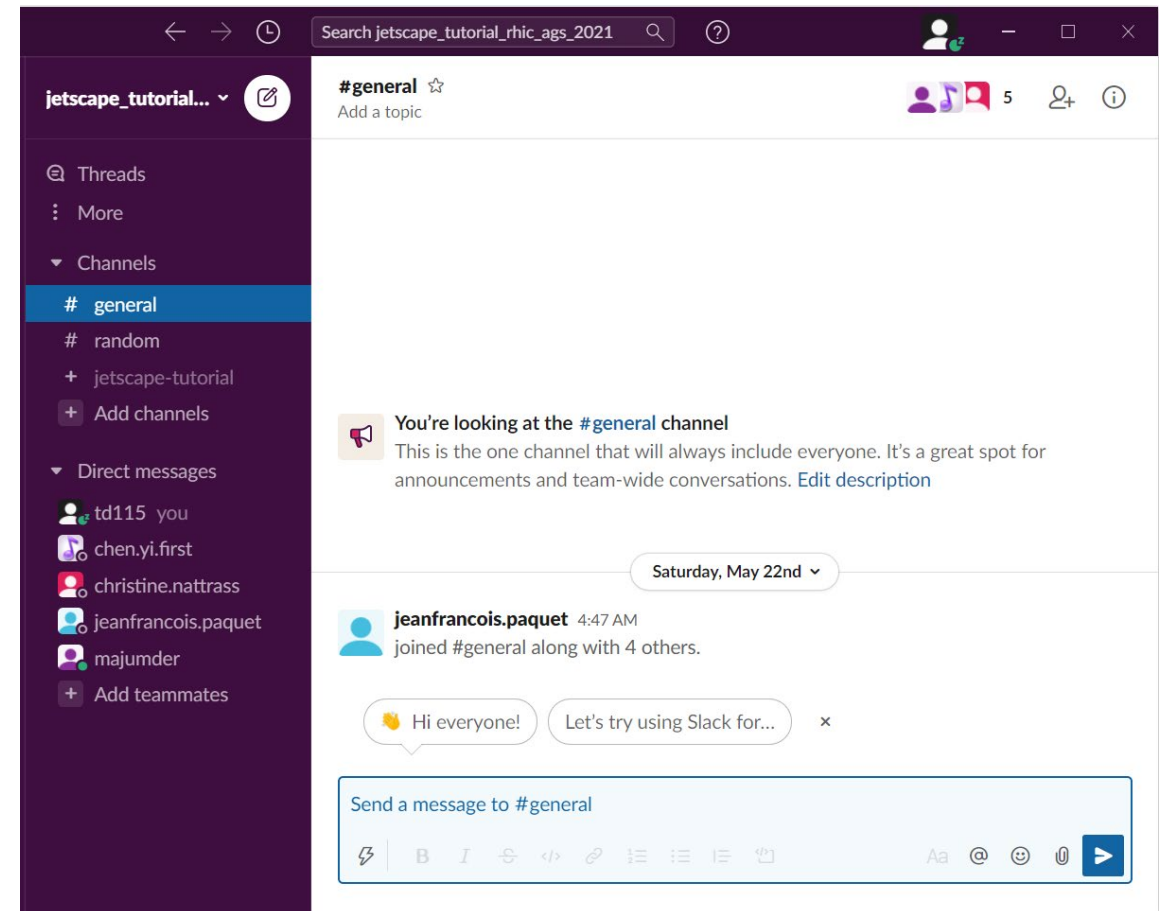 Search jetscape_tutorial_rhic_ags_2021
jetscape_tutorial...
Threads
More
Channels
# general
# random
+ jetscape-tutorial
+ Add channels
Direct messages
td115 you
chen.yi.first
christine.nattrass
jeanfrancois.paquet
majumder
+ Add teammates
#general
Add a topic
5
You're looking at the #general channel
This is the one channel that will always include everyone. It's a great spot for
announcements and team-wide conversations. Edit description
Saturday, May 22nd
jeanfrancois.paquet 4:47 AM
joined #general along with 4 others.
👋 Hi everyone!
Let's try using Slack for...
Send a message to #general
B I S </> Aa @